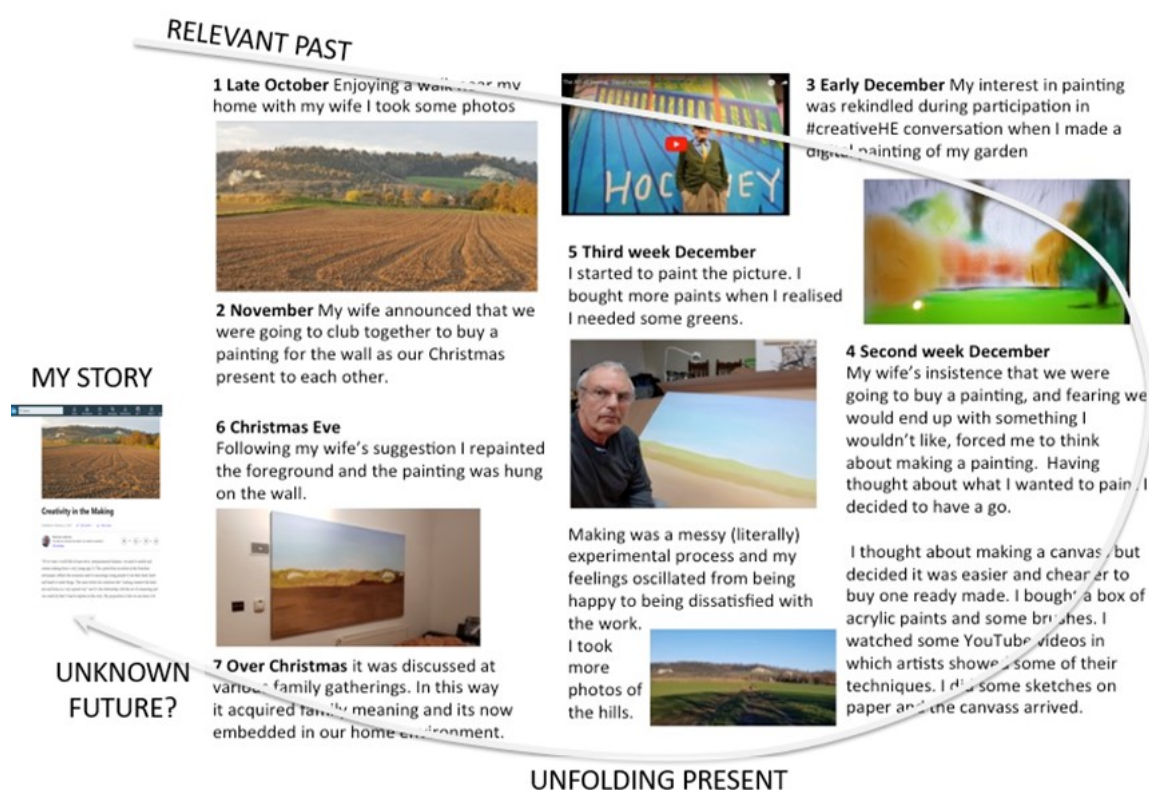 RELEVANT PAST
1 Late October Enjoying a walk near my
home with my wife I took some photos
2 November My wife announced that we
were going to club together to buy a
painting for the wall as our Christmas
present to each other.
HOCKNEY
3 Early December My interest in painting
was rekindled during participation in
#creativeHE conversation when I made a
digital painting of my garden
4 Second week December
My wife's insistence that we were
going to buy a painting, and fearing we
would end up with something I
wouldn't like, forced me to think
about making a painting. Having
thought about what I wanted to paint I
decided to have a go.
I thought about making a canvas, but
decided it was easier and cheaper to
buy one ready made. I bought a box of
acrylic paints and some brushes. I
watched some YouTube videos in
which artists showed some of their
techniques. I did some sketches on
paper and the canvass arrived.
5 Third week December
I started to paint the picture. I
bought more paints when I realised
I needed some greens.
Making was a messy (literally)
experimental process and my
feelings oscillated from being
happy to being dissatisfied with
the work.
I took
more
photos of
the hills.
6 Christmas Eve
Following my wife's suggestion I repainted
the foreground and the painting was hung
on the wall.
7 Over Christmas it was discussed at
various family gatherings. In this way
it acquired family meaning and its now
embedded in our home environment.
MY STORY
Creativity in the Making
UNKNOWN
FUTURE?
UNFOLDING PRESENT